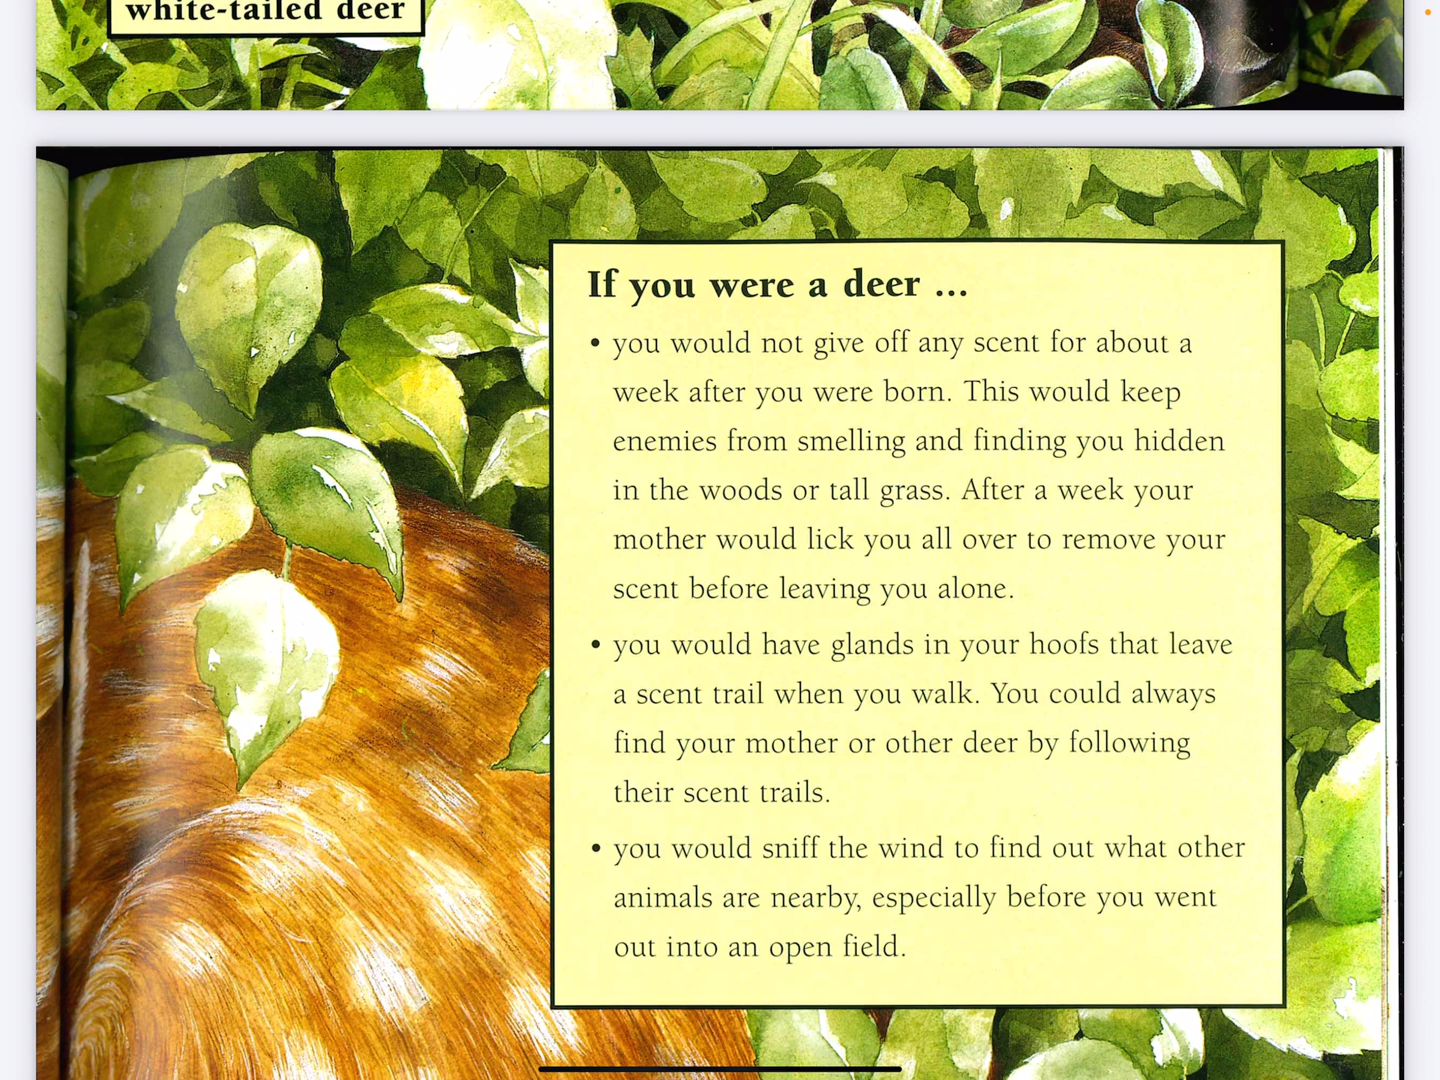 white-tailed deer
If you were a deer ...
• you would not give off any scent for about a
week after you were born. This would keep
enemies from smelling and finding you hidden
in the woods or tall grass. After a week your
mother would lick you all over to remove your
scent before leaving you alone.
• you would have glands in your hoofs that leave
a scent trail when you walk. You could always
find your mother or other deer by following
their scent trails.
• you would sniff the wind to find out what other
animals are nearby, especially before you went
out into an open field.